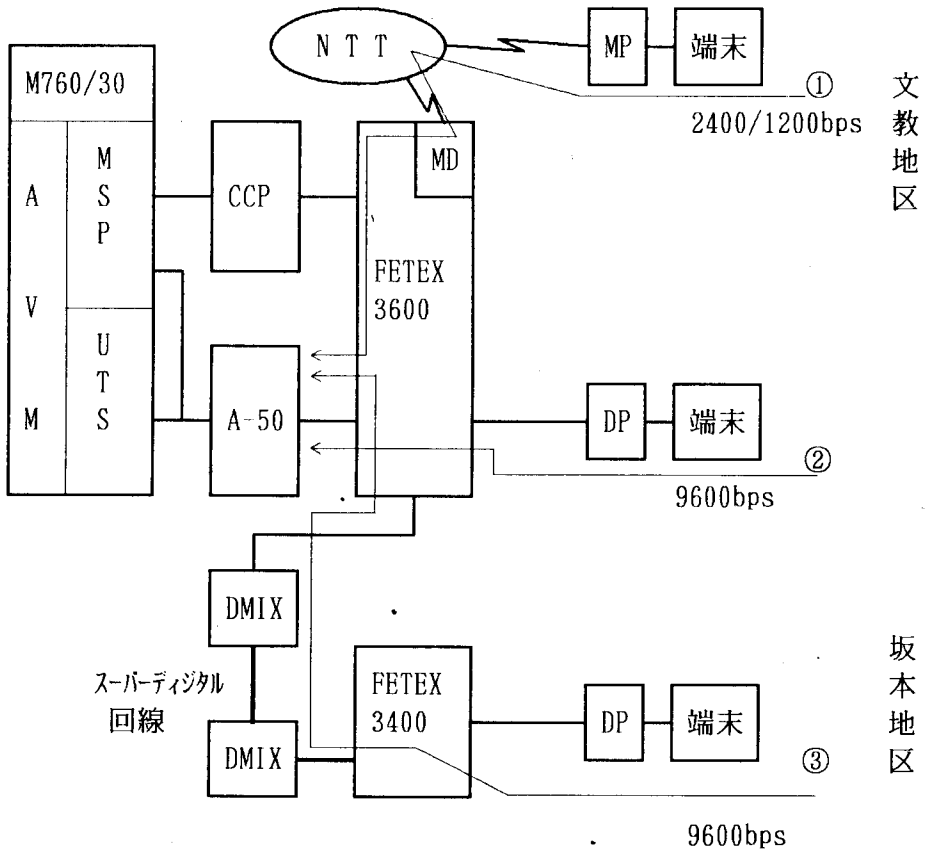 NTT
MP
端末
M760/30
①
2400/1200bps
文教地区
MD
MSP
CCP
AVM
FETEX
3600
UTS
A-50
DP
端末
②
9600bps
DMIX
スーパーディジタル
回線
FETEX
3400
DP
端末
坂本地区
DMIX
③
9600bps